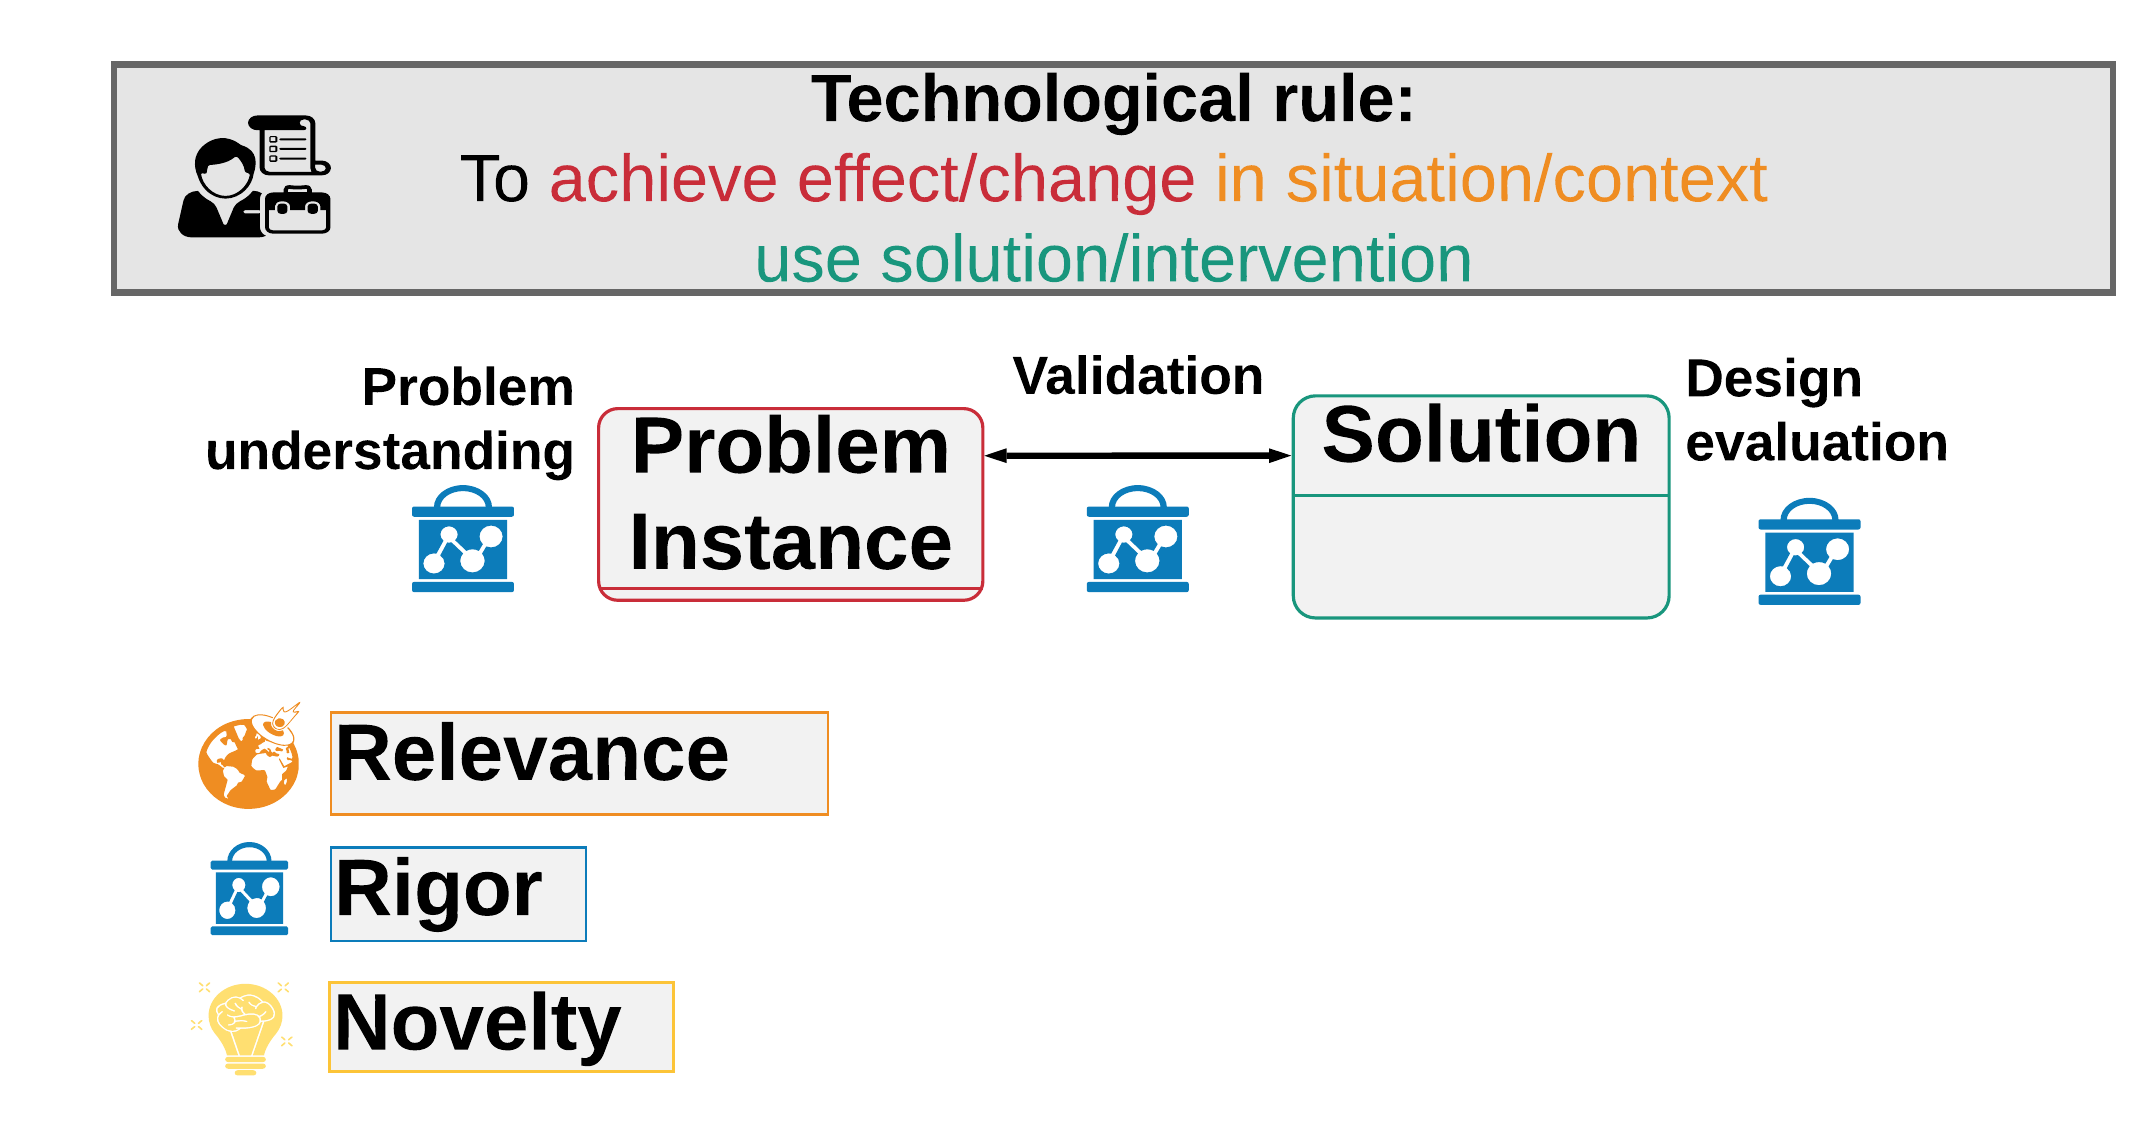 Technological rule:
To achieve effect/change in situation/context
use solution/intervention
Problem
understanding
Problem
Instance
Validation
Solution
Design
evaluation
Relevance
Rigor
Novelty